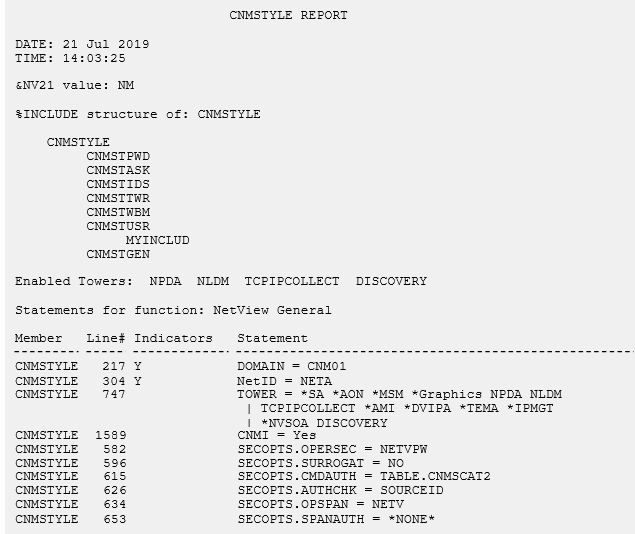 CNMSTYLE REPORT
DATE: 21 Jul 2019
TIME: 14:03:25
&NV21 value: NM
%INCLUDE structure of: CNMSTYLE
CNMSTYLE
CNMSTPWD
CNMSTASK
CNMSTIDS
CNMSTTWR
CNMSTWBM
CNMSTUSR
MYINCLUD
CNMSTGEN
Enabled Towers:  NPDA  NLDM  TCPIPCOLLECT  DISCOVERY
Statements for function: NetView General
Member   Line# Indicators   Statement
-------- ----- ------------ --------------------------------------------------
CNMSTYLE   217 Y            DOMAIN = CNM01
CNMSTYLE   304 Y            NetID = NETA
CNMSTYLE   747              TOWER = *SA *AON *MSM *Graphics NPDA NLDM
| TCPIPCOLLECT *AMI *DVIPA *TEMA *IPMGT
| *NVSOA DISCOVERY
CNMSTYLE  1589              CNMI = Yes
CNMSTYLE   582              SECOPTS.OPERSEC = NETVPW
CNMSTYLE   596              SECOPTS.SURROGAT = NO
CNMSTYLE   615              SECOPTS.CMDAUTH = TABLE.CNMSCAT2
CNMSTYLE   626              SECOPTS.AUTHCHK = SOURCEID
CNMSTYLE   634              SECOPTS.OPSPAN = NETV
CNMSTYLE   653              SECOPTS.SPANAUTH = *NONE*